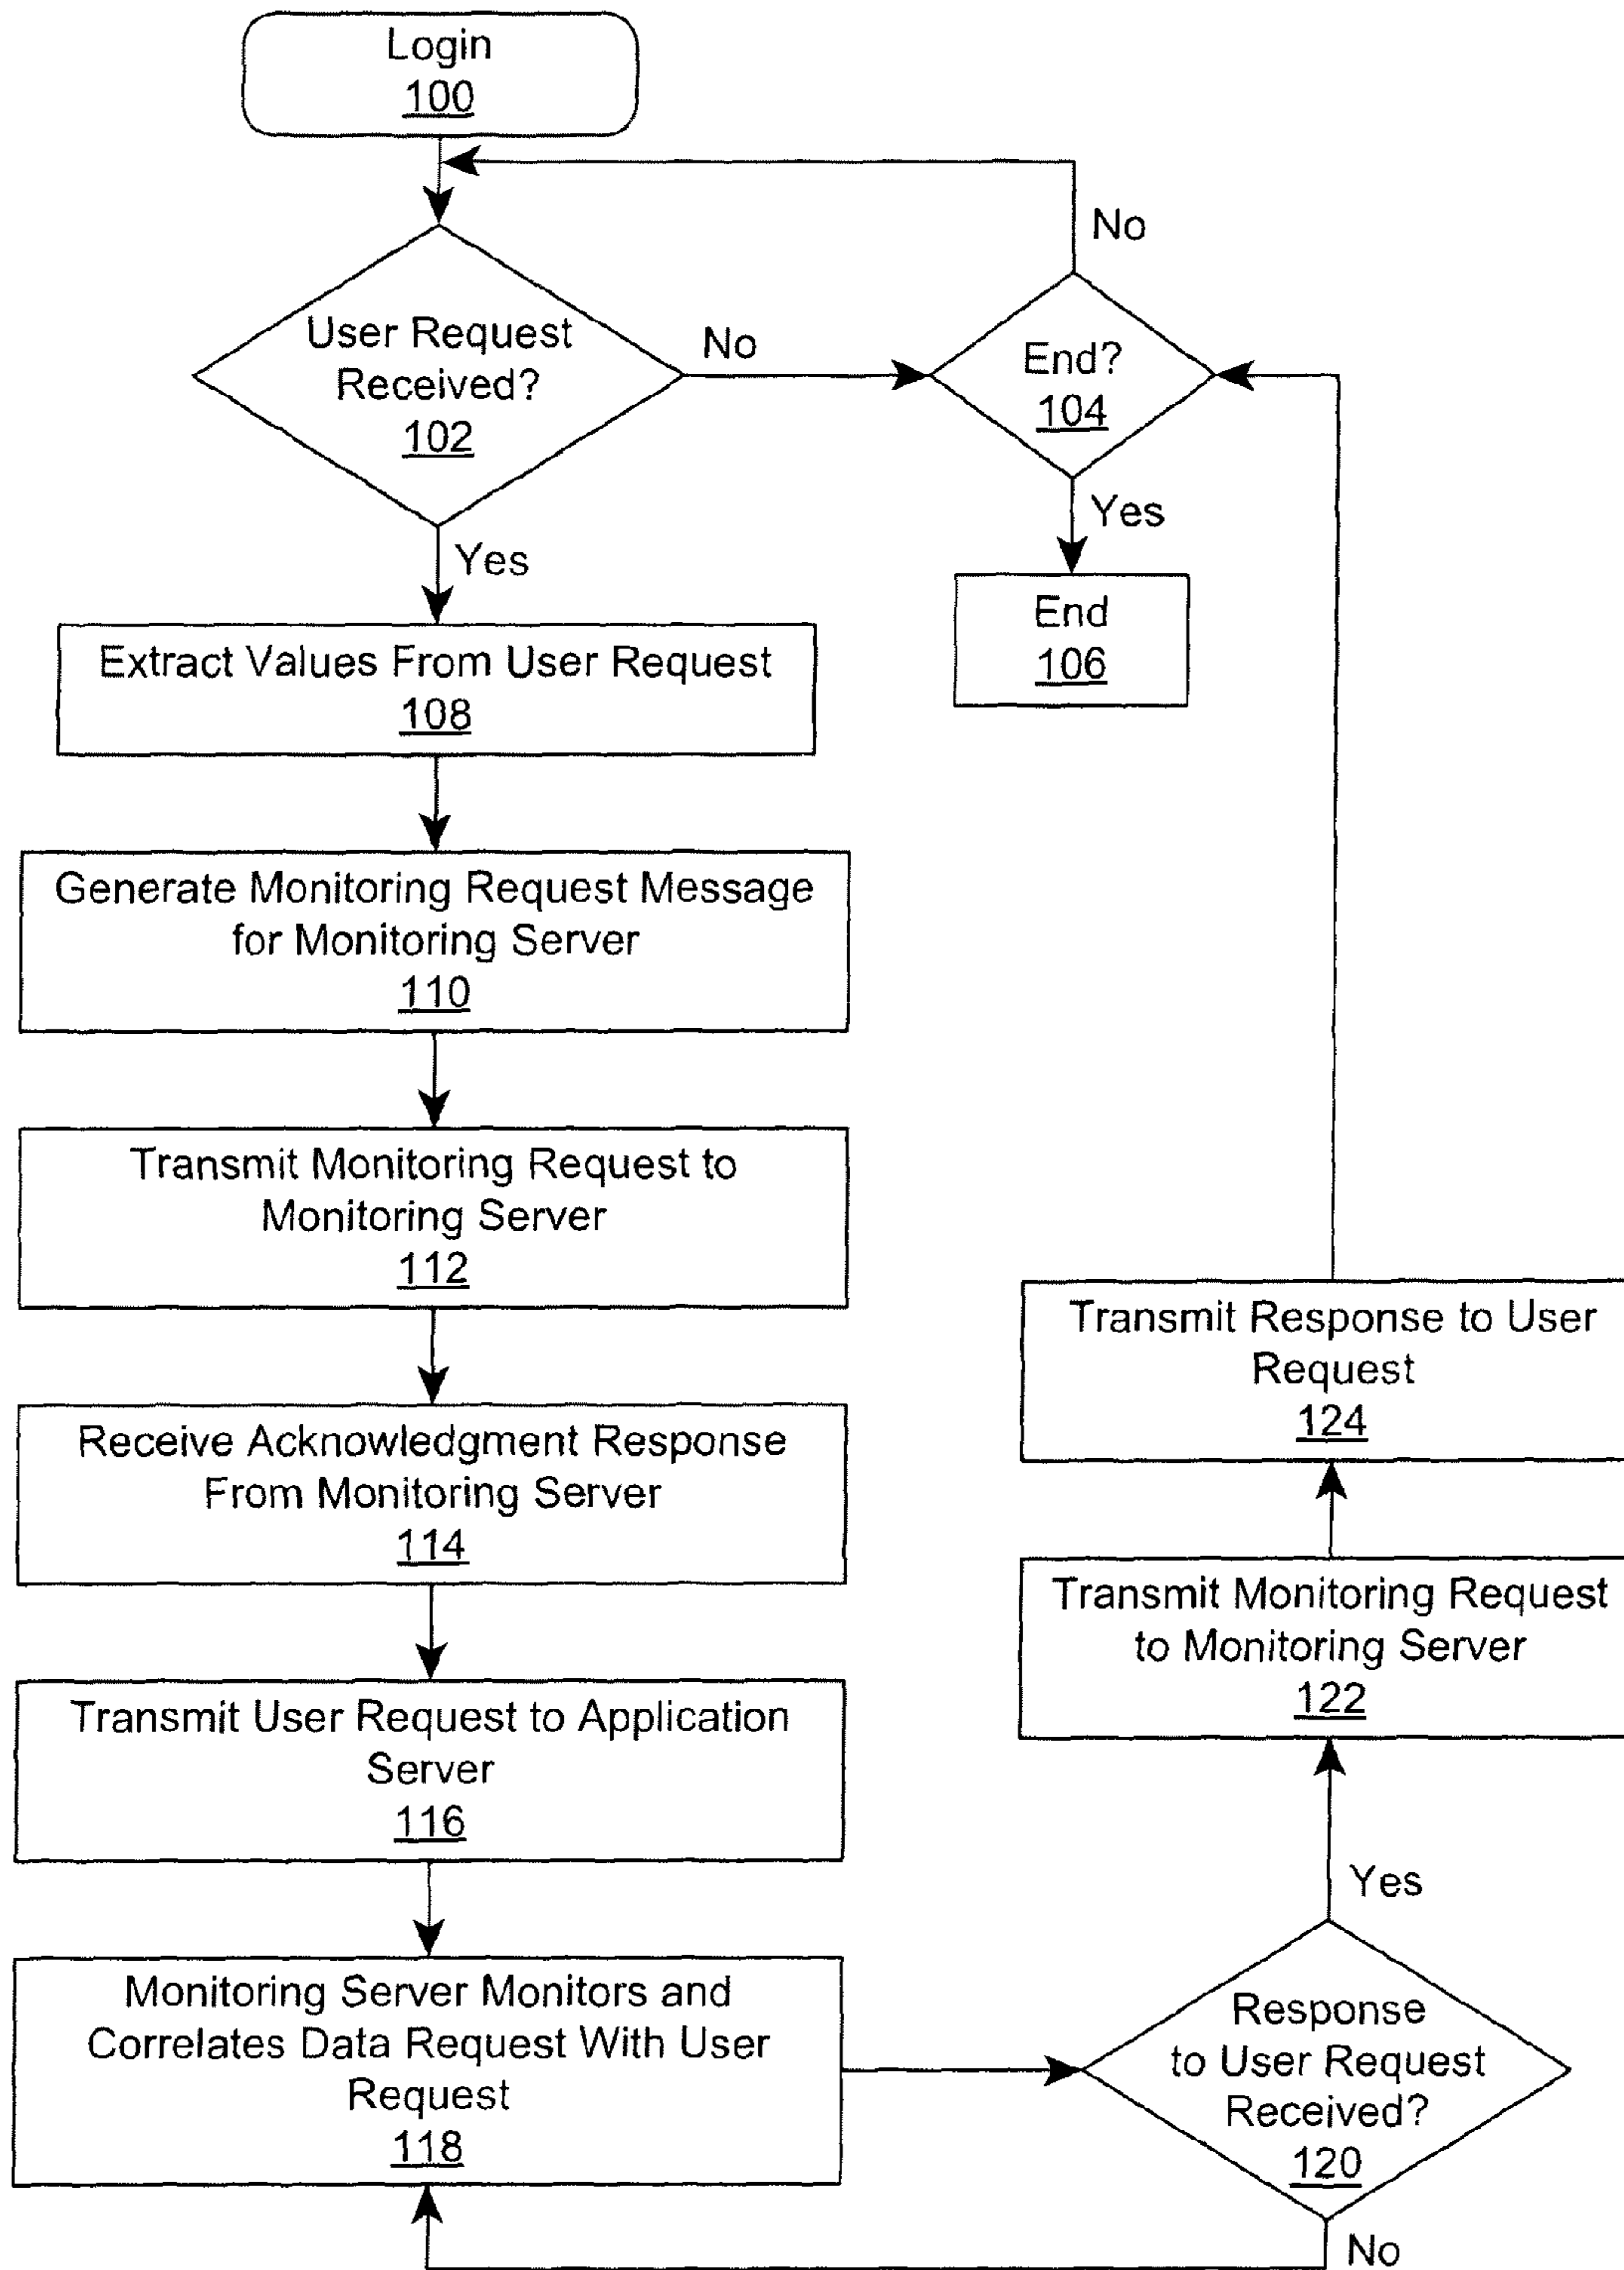 Login
100
No
User Request
Received?
102
No
End?
104
Yes
Yes
End
106
Extract Values From User Request
108
Generate Monitoring Request Message
for Monitoring Server
110
Transmit Monitoring Request to
Monitoring Server
112
Receive Acknowledgment Response
From Monitoring Server
114
Transmit User Request to Application
Server
116
Monitoring Server Monitors and
Correlates Data Request With User
Request
118
Response
to User Request
Received?
120
No
Yes
Transmit Monitoring Request
to Monitoring Server
122
Transmit Response to User
Request
124